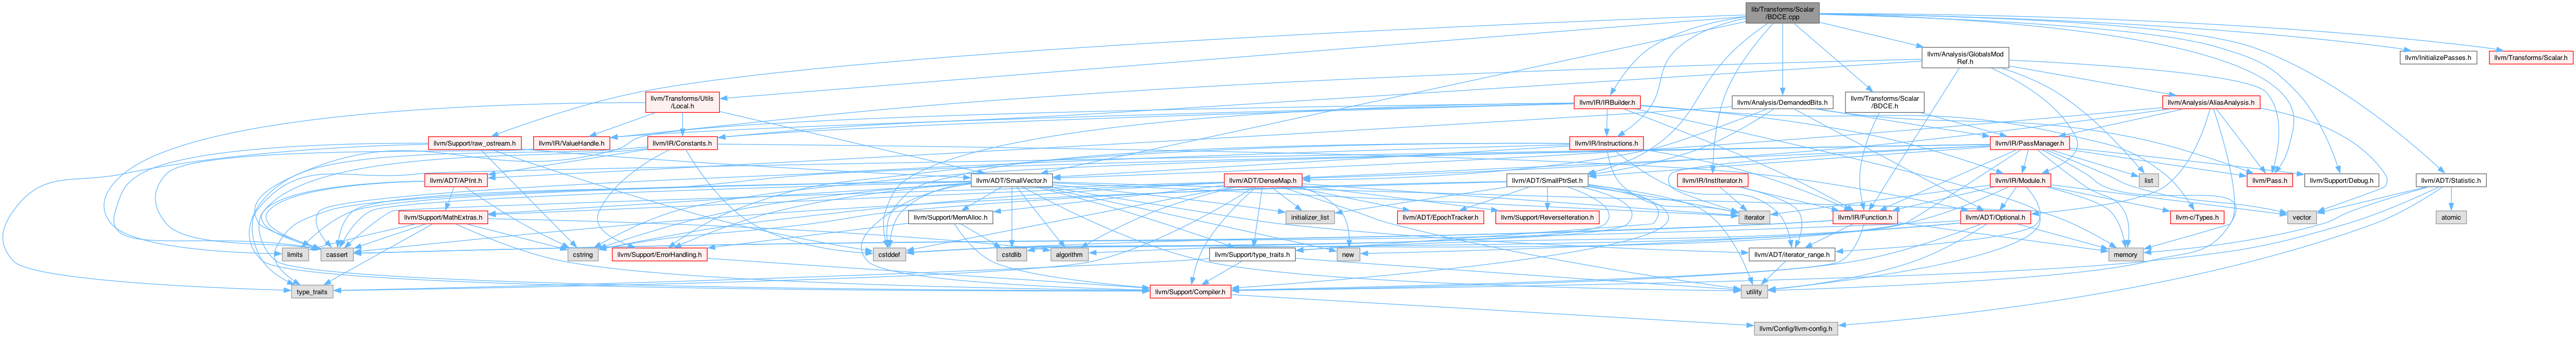 lib/Transforms/Scalar
/BDCE.cpp
llvm/Analysis/GlobalsMod
Ref.h
llvm/InitializePasses.h
llvm/Transforms/Scalar.h
llvm/Transforms/Utils
/Local.h
llvm/IR/IRBuilder.h
llvm/Analysis/DemandedBits.h
llvm/Transforms/Scalar
/BDCE.h
llvm/Analysis/AliasAnalysis.h
llvm/Support/raw_ostream.h
llvm/IR/ValueHandle.h
llvm/IR/Constants.h
llvm/IR/Instructions.h
llvm/IR/PassManager.h
llvm/ADT/APInt.h
llvm/ADT/SmallVector.h
llvm/ADT/DenseMap.h
llvm/ADT/SmallPtrSet.h
llvm/IR/InstIterator.h
llvm/IR/Module.h
list
llvm/Pass.h
llvm/Support/Debug.h
llvm/ADT/Statistic.h
llvm/Support/MathExtras.h
llvm/Support/MemAlloc.h
initializer_list
llvm/ADT/EpochTracker.h
llvm/Support/ReverseIteration.h
iterator
llvm/IR/Function.h
llvm/ADT/Optional.h
llvm-c/Types.h
vector
atomic
limits
cassert
cstring
llvm/Support/ErrorHandling.h
cstddef
cstdlib
algorithm
llvm/Support/type_traits.h
new
llvm/ADT/iterator_range.h
memory
type_traits
llvm/Support/Compiler.h
utility
llvm/Config/llvm-config.h